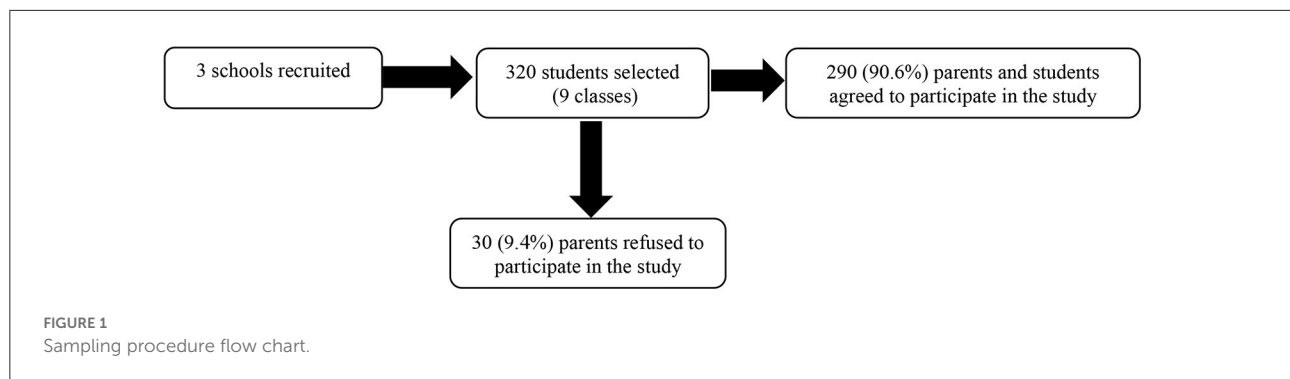 3 schools recruited
320 students selected
(9 classes)
290 (90.6%) parents and students
agreed to participate in the study
30 (9.4%) parents refused to
participate in the study
FIGURE 1
Sampling procedure flow chart.